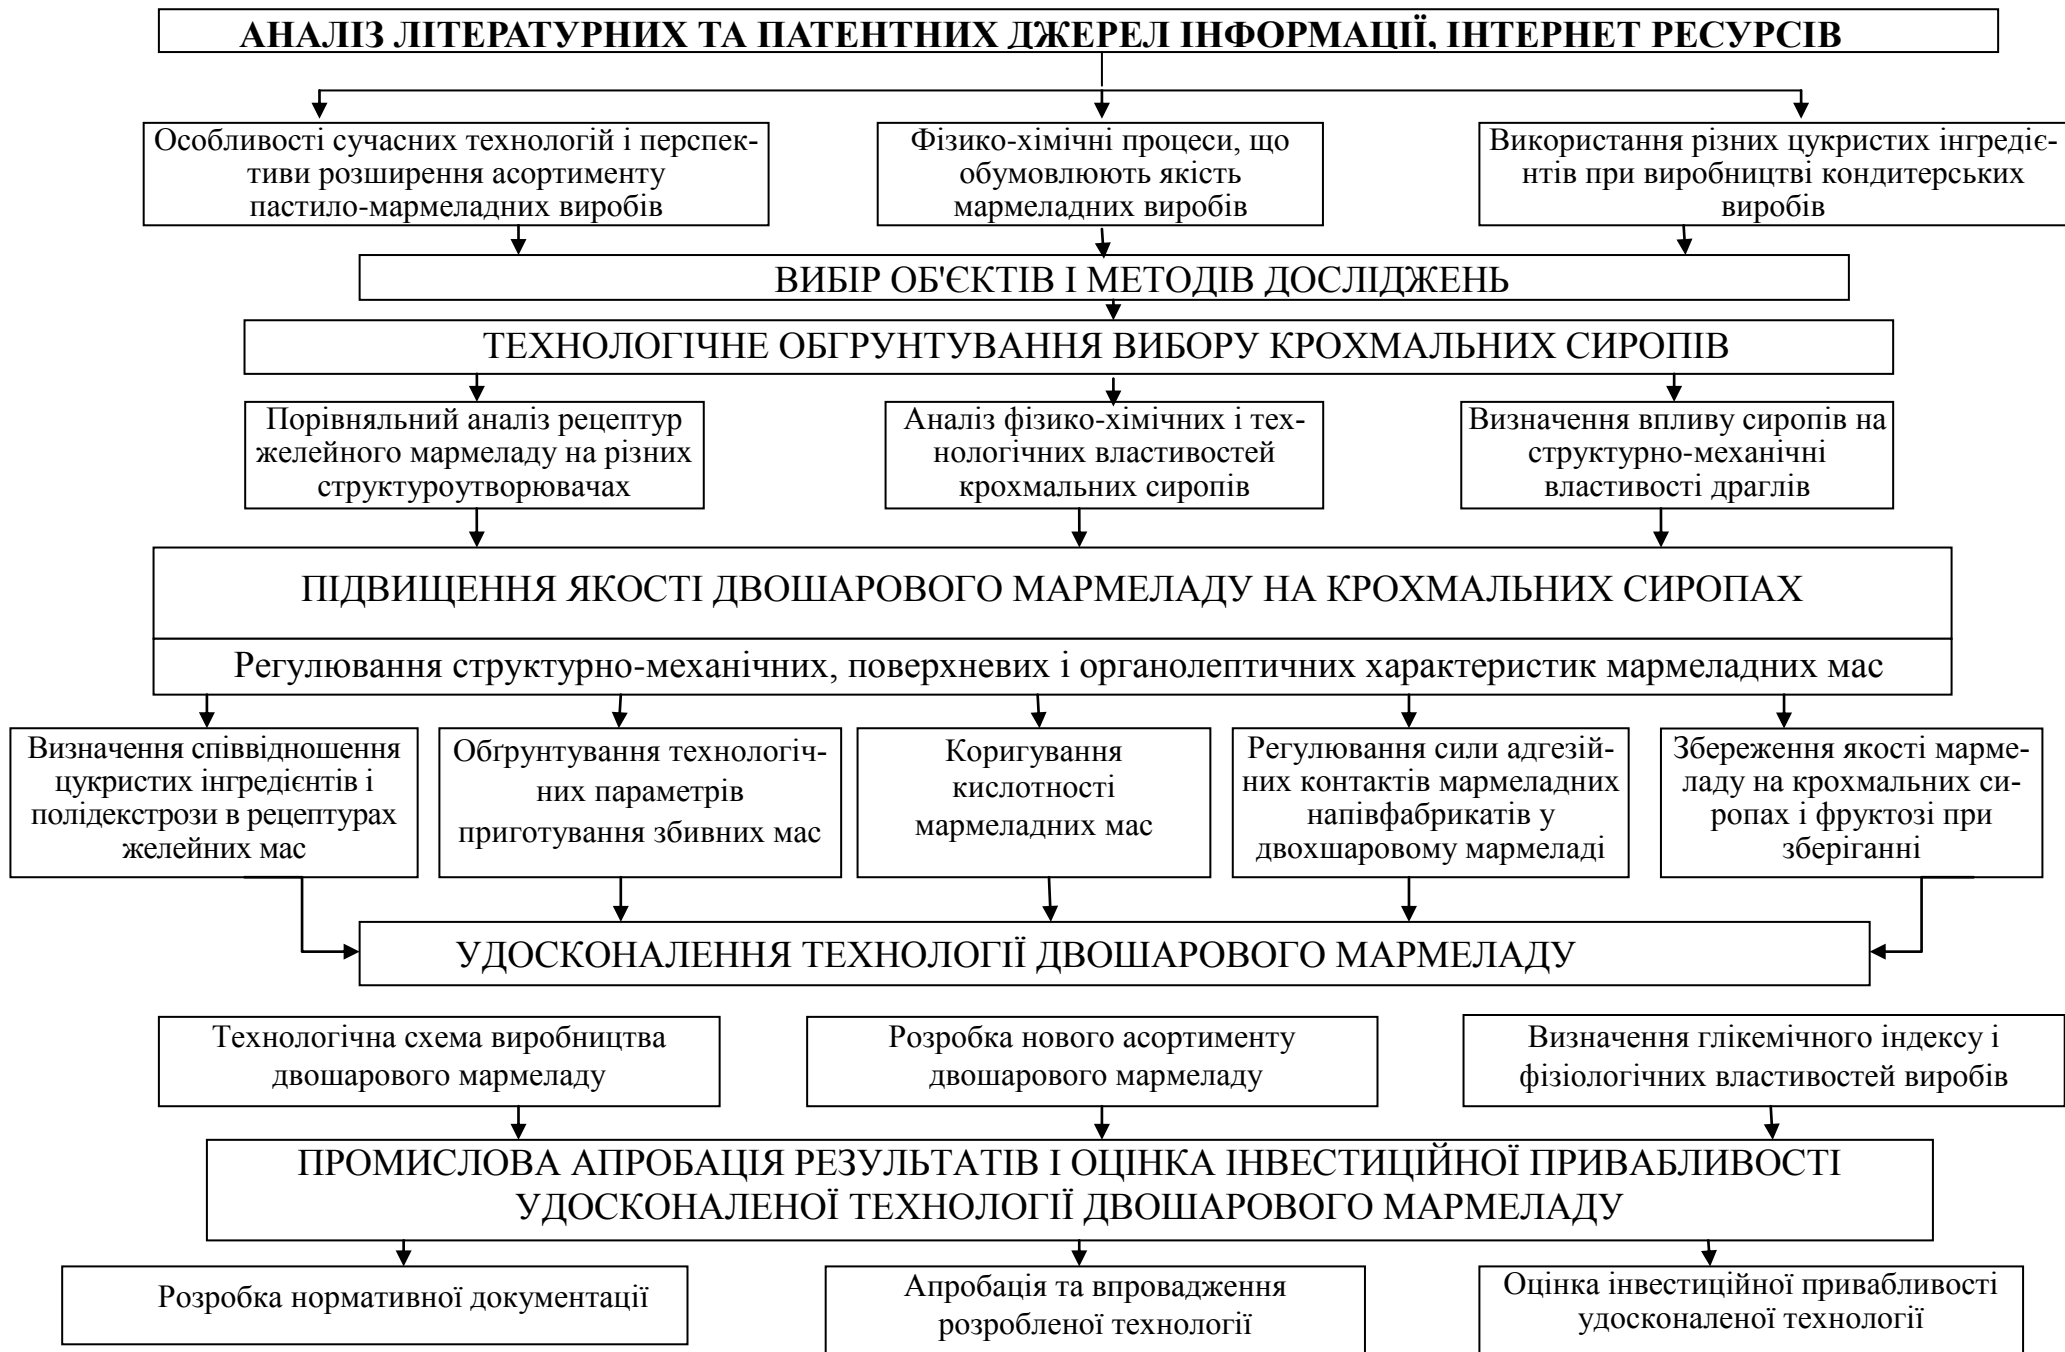 АНАЛІЗ ЛІТЕРАТУРНИХ ТА ПАТЕНТНИХ ДЖЕРЕЛ ІНФОРМАЦІЇ, ІНТЕРНЕТ РЕСУРСІВ
Особливості сучасних технологій і перспек-
тиви розширення асортименту
пастило-мармеладних виробів
Фізико-хімічні процеси, що
обумовлюють якість
мармеладних виробів
Використання різних цукристих інгредіє-
нтів при виробництві кондитерських
виробів
ВИБІР ОБ'ЄКТІВ І МЕТОДІВ ДОСЛІДЖЕНЬ
ТЕХНОЛОГІЧНЕ ОБГРУНТУВАННЯ ВИБОРУ КРОХМАЛЬНИХ СИРОПІВ
Порівняльний аналіз рецептур
желейного мармеладу на різних
структуроутворювачах
Аналіз фізико-хімічних і тех-
нологічних властивостей
крохмальних сиропів
Визначення впливу сиропів на
структурно-механічні
властивості драглів
ПІДВИЩЕННЯ ЯКОСТІ ДВОШАРОВОГО МАРМЕЛАДУ НА КРОХМАЛЬНИХ СИРОПАХ
Регулювання структурно-механічних, поверхневих і органолептичних характеристик мармеладних мас
Визначення співвідношення
цукристих інгредієнтів і
полідекстрози в рецептурах
желейних мас
Обґрунтування технологіч-
них параметрів
приготування збивних мас
Коригування
кислотності
мармеладних мас
Регулювання сили адгезій-
них контактів мармеладних
напівфабрикатів у
двохшаровому мармеладі
Збереження якості марме-
ладу на крохмальних си-
ропах і фруктозі при
зберіганні
УДОСКОНАЛЕННЯ ТЕХНОЛОГІЇ ДВОШАРОВОГО МАРМЕЛАДУ
Технологічна схема виробництва
двошарового мармеладу
Розробка нового асортименту
двошарового мармеладу
Визначення глікемічного індексу і
фізіологічних властивостей виробів
ПРОМИСЛОВА АПРОБАЦІЯ РЕЗУЛЬТАТІВ І ОЦІНКА ІНВЕСТИЦІЙНОЇ ПРИВАБЛИВОСТІ
УДОСКОНАЛЕНОЇ ТЕХНОЛОГІЇ ДВОШАРОВОГО МАРМЕЛАДУ
Розробка нормативної документації
Апробація та впровадження
розробленої технології
Оцінка інвестиційної привабливості
удосконаленої технології